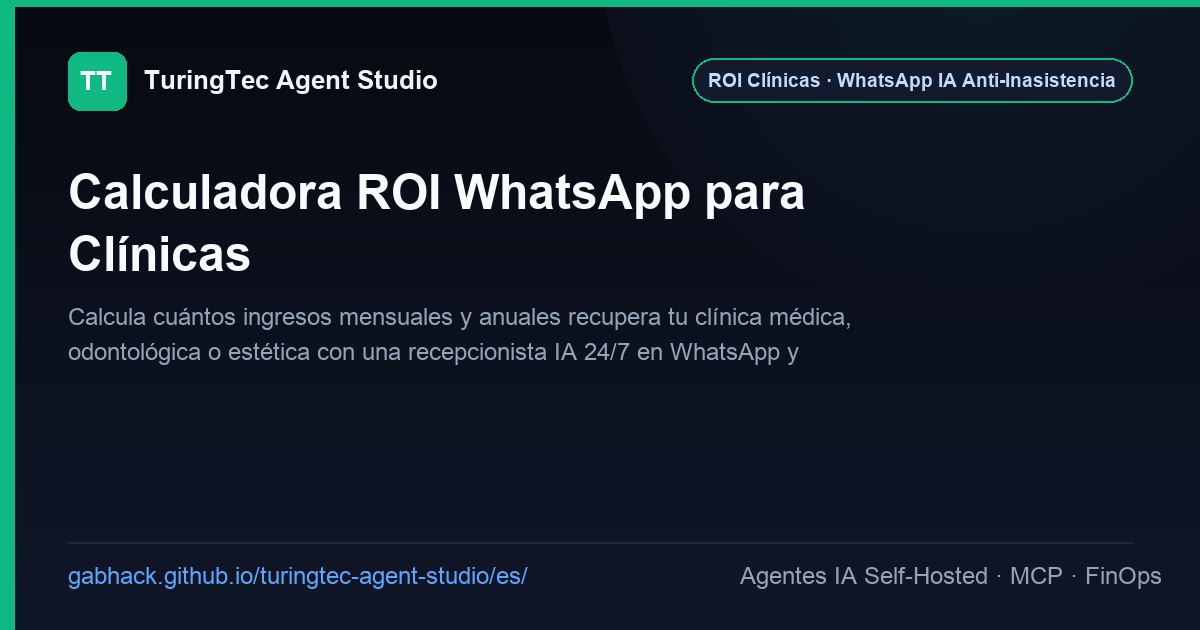 TT
TuringTec Agent Studio
ROI Clínicas · WhatsApp IA Anti-Inasistencia
Calculadora ROI WhatsApp para
Clínicas
Calcula cuántos ingresos mensuales y anuales recupera tu clínica médica,
odontológica o estética con una recepcionista IA 24/7 en WhatsApp y
gabhack.github.io/turingtec-agent-studio/es/
Agentes IA Self-Hosted · MCP · FinOps